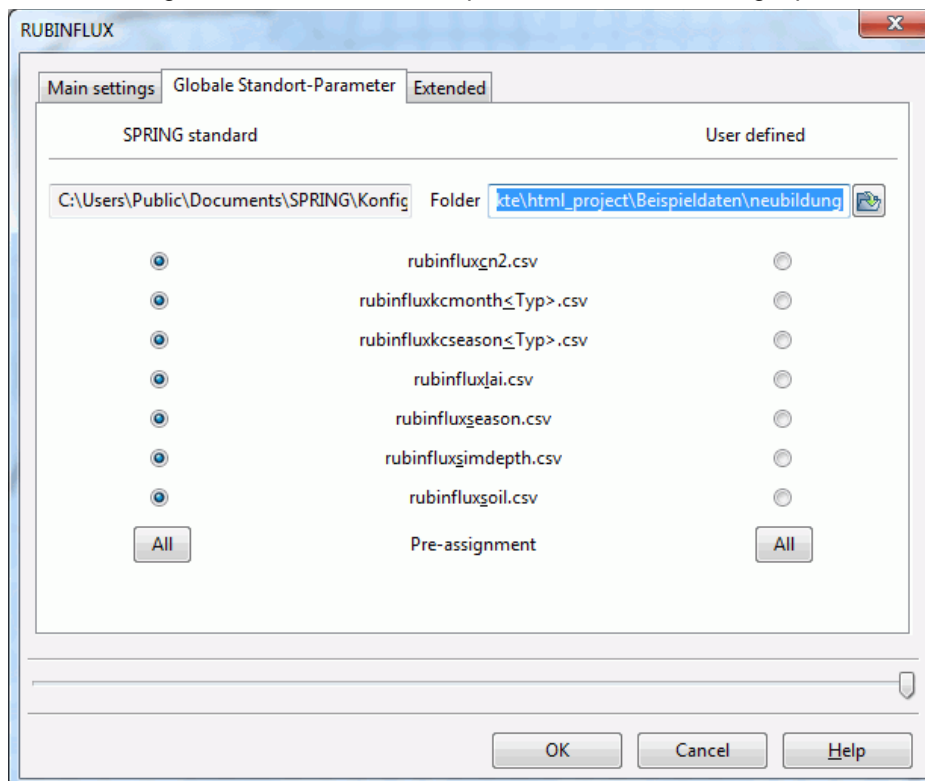 RUBINFLUX
Main settings Globale Standort-Parameter Extended
SPRING standard User defined
C:\Users\Public\Documents\SPRING\Konfig Folder kte\html_project\Beispieldaten\neubildung
rubinfluxcn2.csv
rubinfluxkcmonth<Typ>.csv
rubinfluxkcseason<Typ>.csv
rubinfluxlai.csv
rubinfluxseason.csv
rubinfluxsimdepth.csv
rubinfluxsoil.csv
All Pre-assignment All
OK Cancel Help